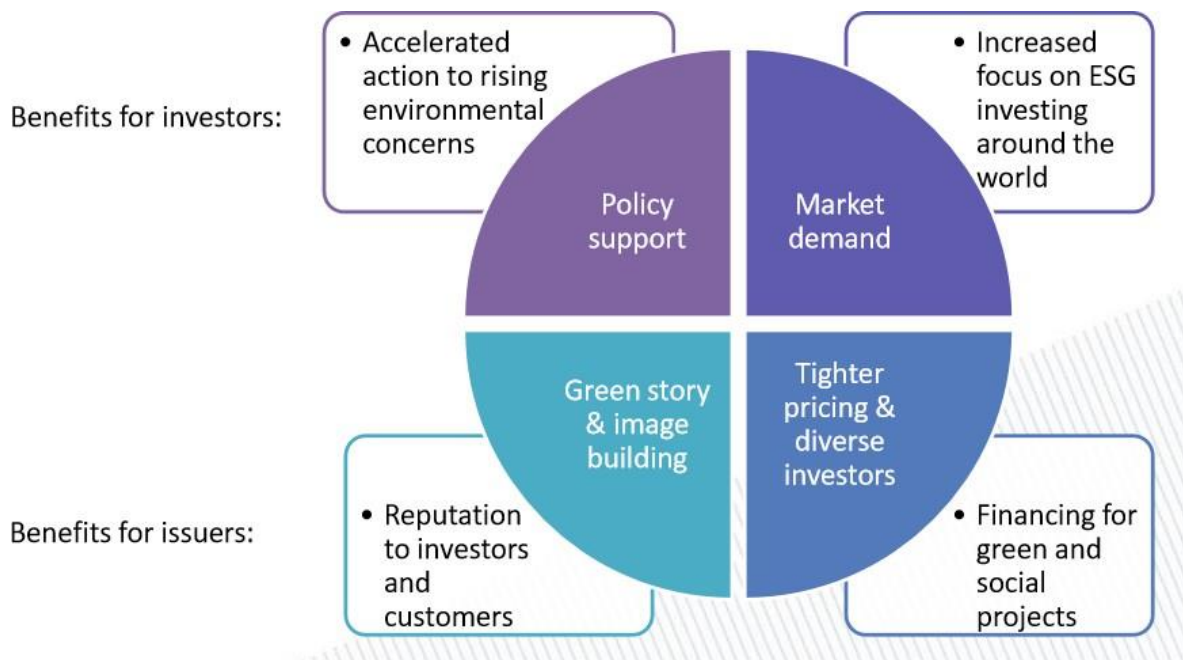 Benefits for investors:
• Accelerated
action to rising
environmental
concerns
Policy
support
Market
demand
• Increased
focus on ESG
investing
around the
world
Benefits for issuers:
• Reputation
to investors
and
customers
Green story
& image
building
Tighter
pricing &
diverse
investors
• Financing for
green and
social
projects